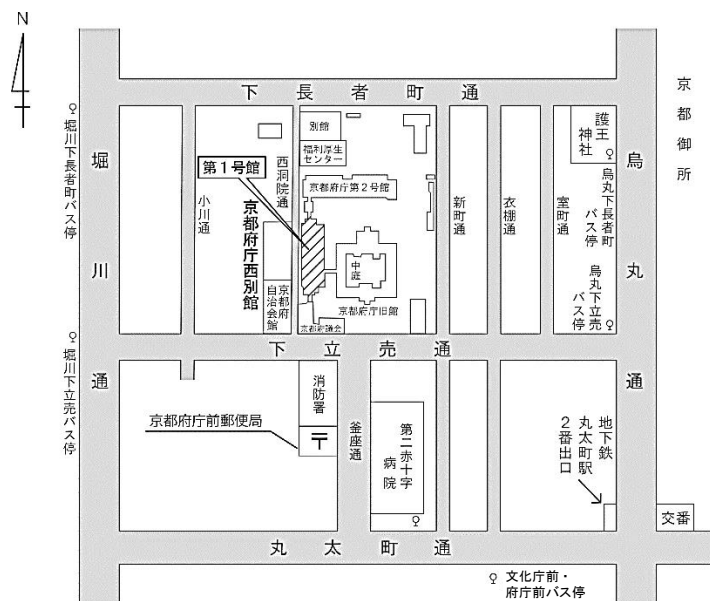 N
下長者町通
京都御所
堀川下長者町バス停
堀川通
小川通
西洞院通
別館
福利厚生
センター
第１号館
京都府庁第２号館
京都府庁西別館
京都府
自治会館
中庭
京都府庁旧館
京都府議会
新町通
衣棚通
室町通
護王
神社
烏丸下長者町
バス停
烏丸下立売
バス停
烏丸通
下立売通
堀川下立売バス停
消防署
京都府庁前郵便局
〒
釜座通
第二赤十字
病院
地下鉄
丸太町駅
２番出口
交番
丸太町通
文化庁前・
府庁前バス停